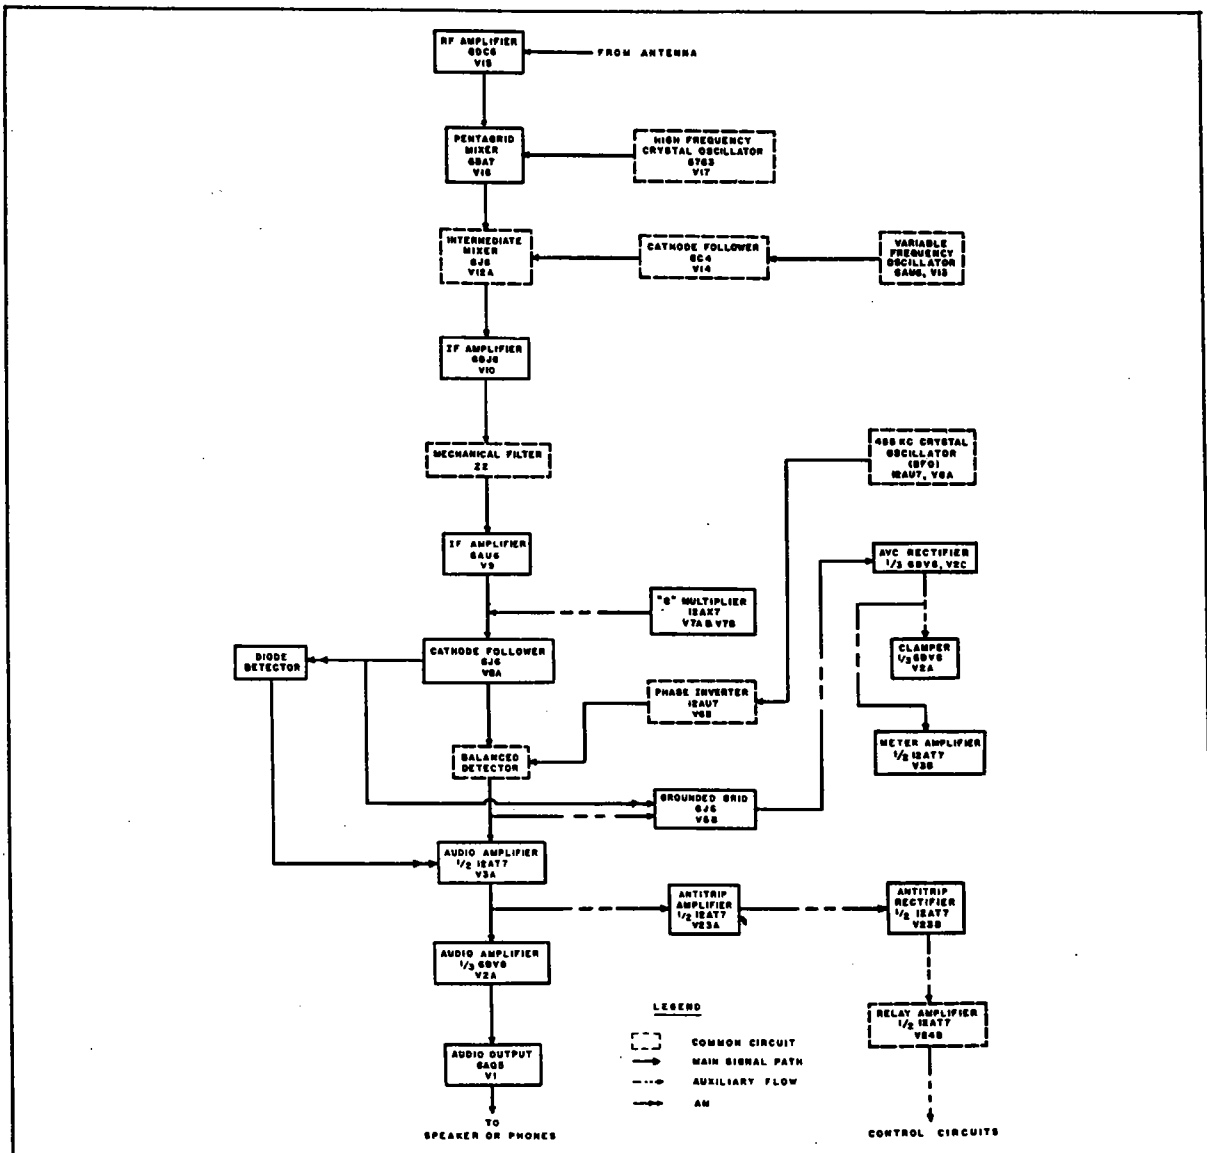 RF AMPLIFIER
6DC6
V15
FROM ANTENNA
PENTAGRID
MIXER
6BA7
V16
HIGH FREQUENCY
CRYSTAL OSCILLATOR
6763
V17
INTERMEDIATE
MIXER
6J6
V12A
CATHODE FOLLOWER
6C4
V14
VARIABLE
FREQUENCY
OSCILLATOR
6AU6, V13
IF AMPLIFIER
6BJ6
V10
MECHANICAL FILTER
Z2
455 KC CRYSTAL
OSCILLATOR
(BFO)
12AU7, V6A
IF AMPLIFIER
6AU6
V9
AVC RECTIFIER
1/3 6BV8, V2C
"Q" MULTIPLIER
12AX7
V7A & V7B
DIODE
DETECTOR
CATHODE FOLLOWER
6J6
V8A
CLAMPER
1/3 6BV8
V2A
PHASE INVERTER
12AU7
V6B
METER AMPLIFIER
1/2 12AT7
V3B
BALANCED
DETECTOR
GROUNDED GRID
6J6
V8B
AUDIO AMPLIFIER
1/2 12AT7
V3A
ANTITRIP
AMPLIFIER
1/2 12AT7
V23A
ANTITRIP
RECTIFIER
1/2 12AT7
V23B
AUDIO AMPLIFIER
1/3 6BV8
V2A
LEGEND
RELAY AMPLIFIER
1/2 12AT7
V24B
COMMON CIRCUIT
MAIN SIGNAL PATH
AUXILIARY FLOW
AM
AUDIO OUTPUT
6AQ5
V1
TO
SPEAKER OR PHONES
CONTROL CIRCUITS